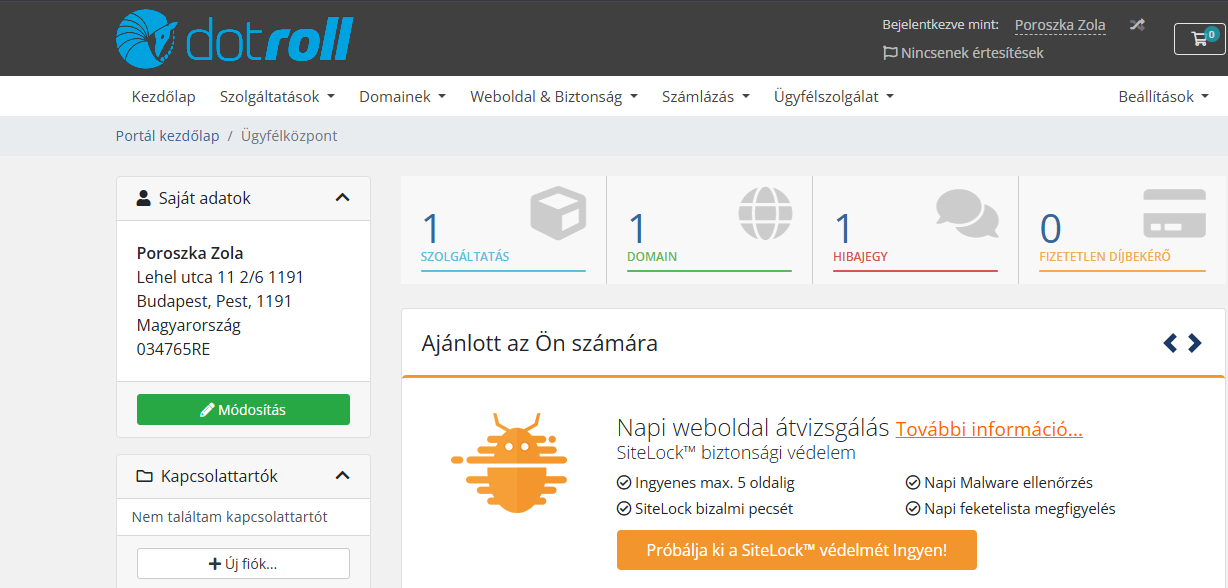 dotroll
Bejelentkezve mint: Poroszka Zola
Nincsenek értesítések
0
Kezdőlap Szolgáltatások Domainek Weboldal & Biztonság Számlázás Ügyfélszolgálat Beállítások
Portál kezdőlap / Ügyfélközpont
Saját adatok
Poroszka Zola
Lehel utca 11 2/6 1191
Budapest, Pest, 1191
Magyarország
034765RE
Módosítás
Kapcsolattartók
Nem találtam kapcsolattartót
Új fiók...
1
SZOLGÁLTATÁS
1
DOMAIN
1
HIBAJEGY
0
FIZETETLEN DÍJBEKÉRŐ
Ajánlott az Ön számára
Napi weboldal átvizsgálás További információ...
SiteLock™ biztonsági védelem
Ingyenes max. 5 oldalig
Napi Malware ellenőrzés
SiteLock bizalmi pecsét
Napi feketelista megfigyelés
Próbálja ki a SiteLock™ védelmét Ingyen!